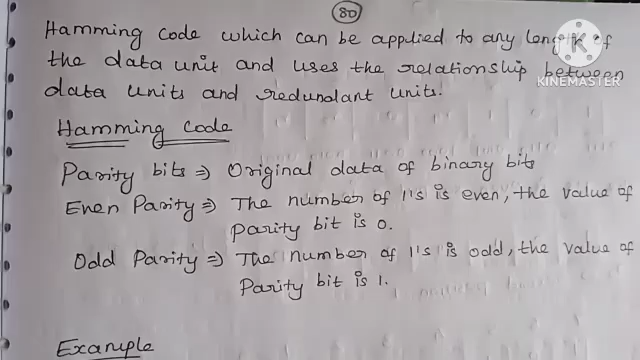 80
Hamming code which can be applied to any length of
the data unit and uses the relationship between
data units and redundant units.
K
KINEMASTER
Hamming Code
Parity bits ⇒ Original data of binary bits
Even Parity ⇒ The number of 1's is even, the value of
parity bit is 0.
Odd Parity ⇒ The number of 1's is odd, the value of
Parity bit is 1.
Example